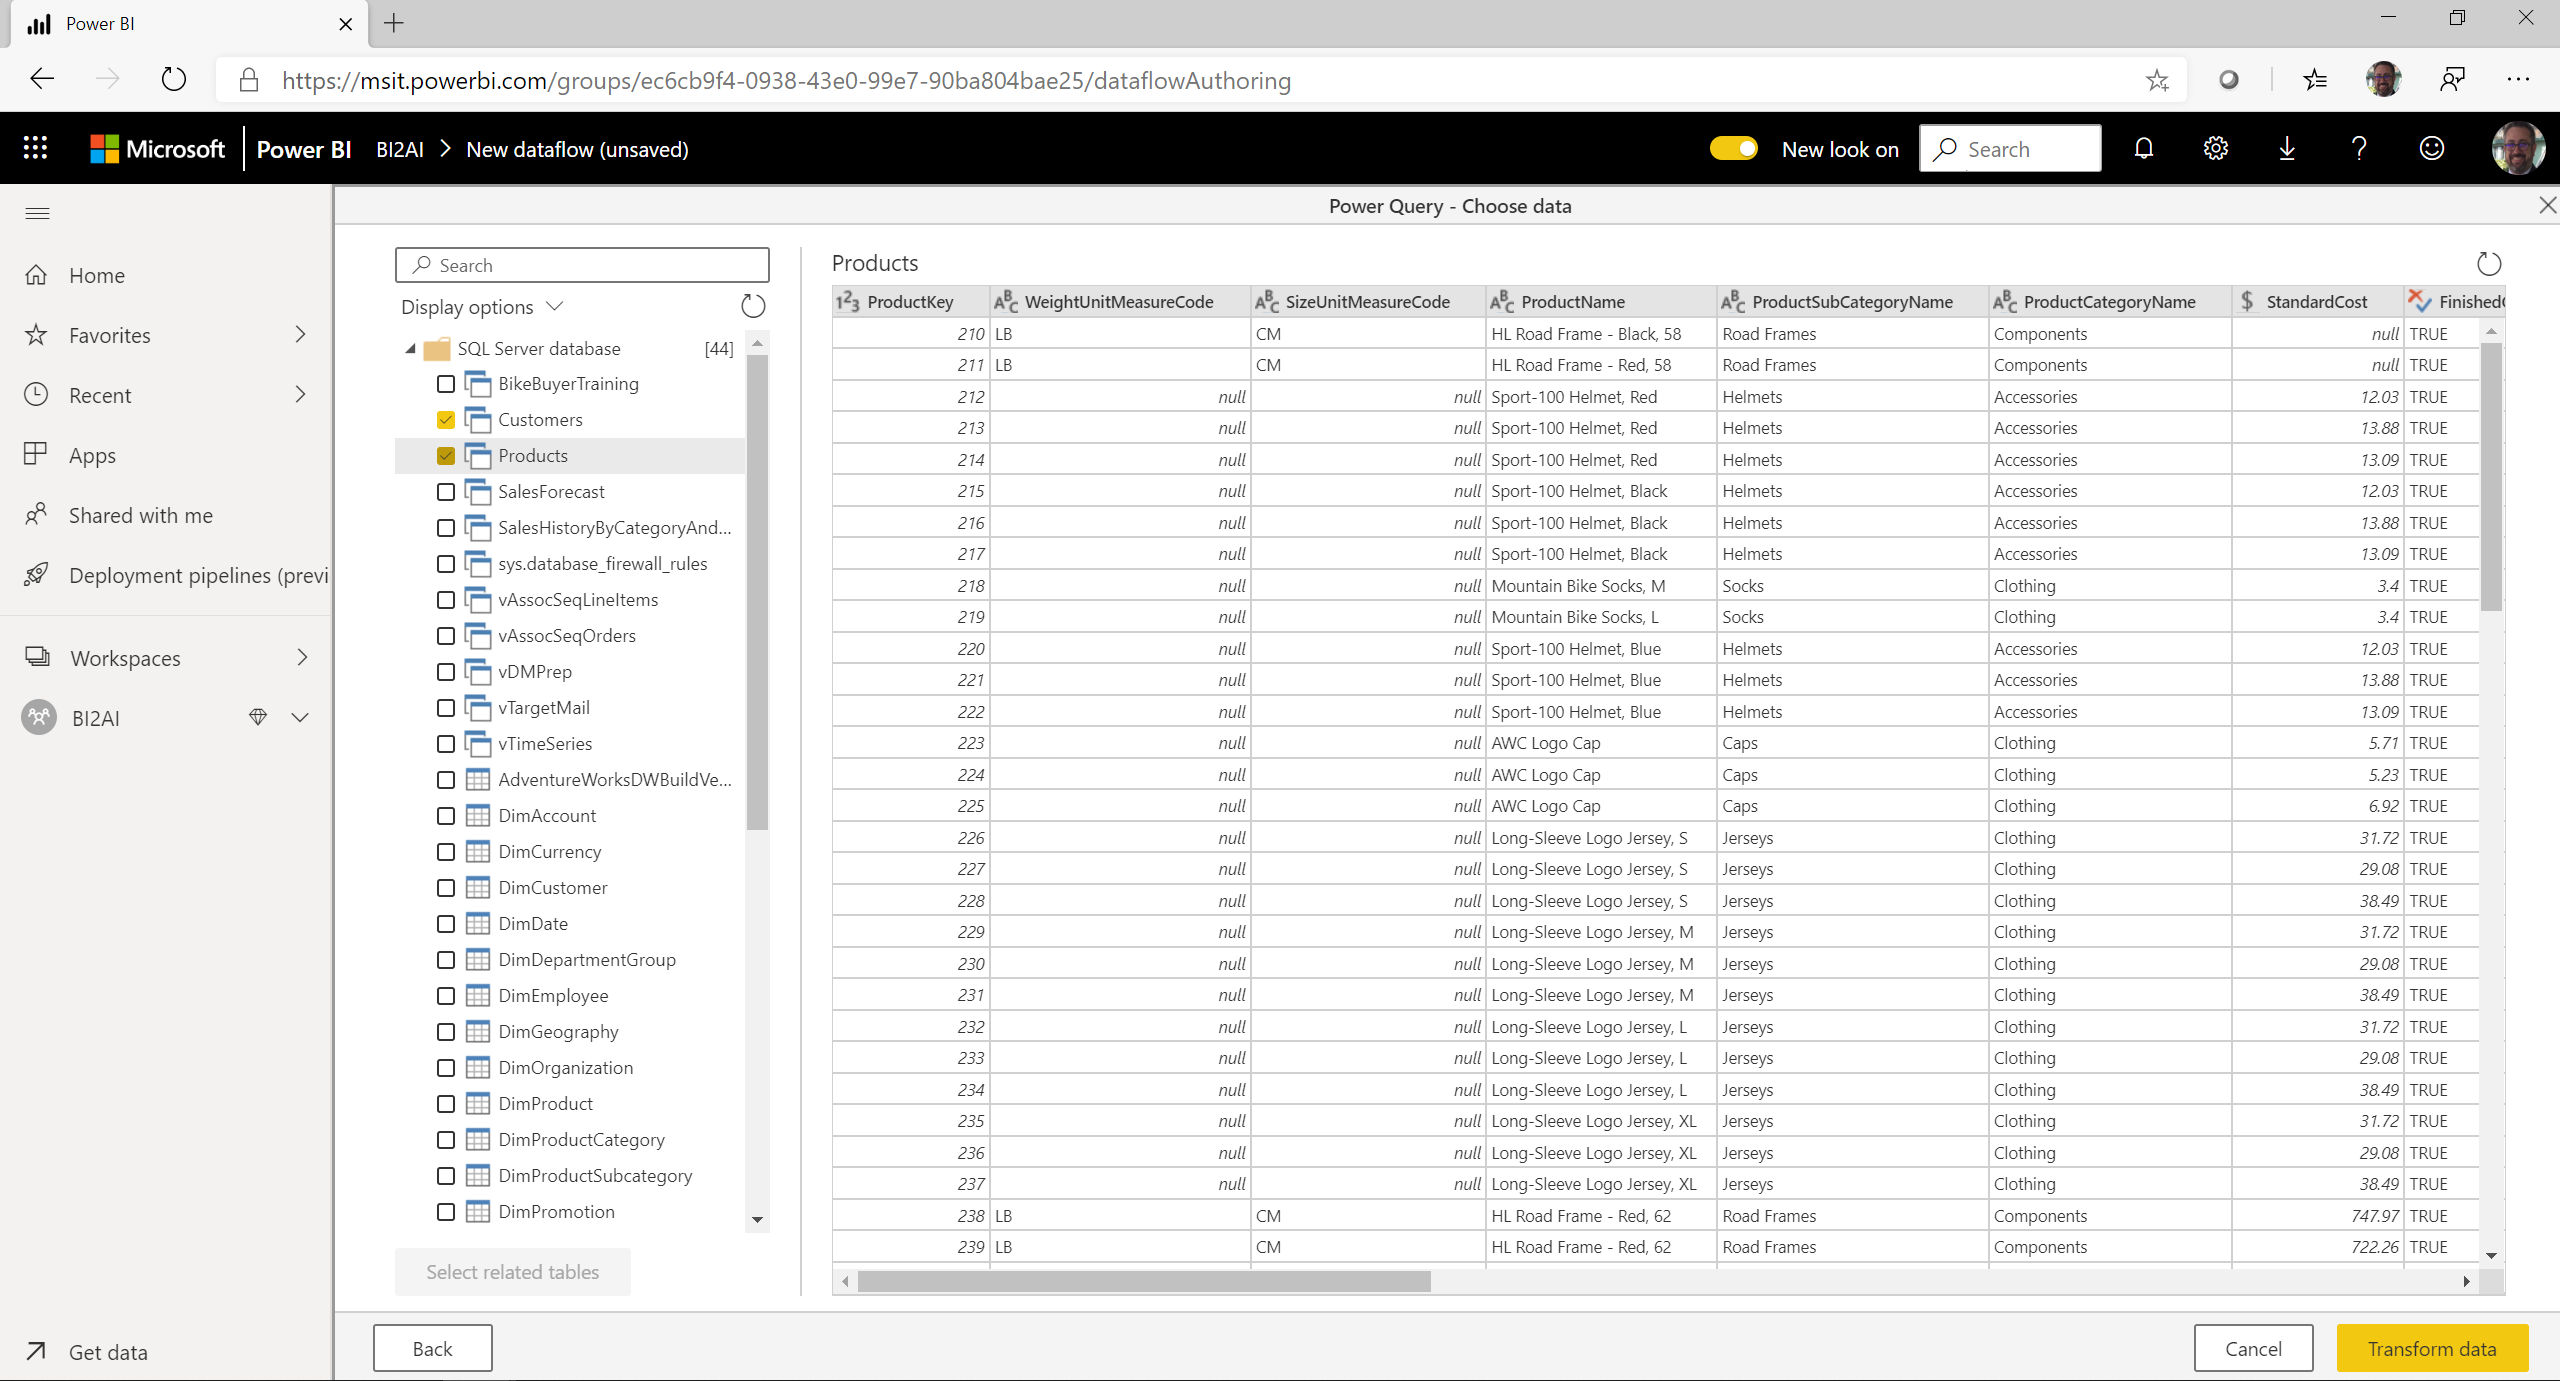 Power BI
https://msit.powerbi.com/groups/ec6cb9f4-0938-43e0-99e7-90ba804bae25/dataflowAuthoring
Microsoft Power BI BI2AI > New dataflow (unsaved) New look on Search
Power Query - Choose data
Home
Favorites
Recent
Apps
Shared with me
Deployment pipelines (previ
Workspaces
BI2AI
Get data
Search
Display options
SQL Server database [44]
BikeBuyerTraining
Customers
Products
SalesForecast
SalesHistoryByCategoryAnd...
sys.database_firewall_rules
vAssocSeqLineItems
vAssocSeqOrders
vDMPrep
vTargetMail
vTimeSeries
AdventureWorksDWBuildVe...
DimAccount
DimCurrency
DimCustomer
DimDate
DimDepartmentGroup
DimEmployee
DimGeography
DimOrganization
DimProduct
DimProductCategory
DimProductSubcategory
DimPromotion
Select related tables
Products
ProductKey WeightUnitMeasureCode SizeUnitMeasureCode ProductName ProductSubCategoryName ProductCategoryName StandardCost Finished
210 LB CM HL Road Frame - Black, 58 Road Frames Components null TRUE
211 LB CM HL Road Frame - Red, 58 Road Frames Components null TRUE
212 null null Sport-100 Helmet, Red Helmets Accessories 12.03 TRUE
213 null null Sport-100 Helmet, Red Helmets Accessories 13.88 TRUE
214 null null Sport-100 Helmet, Red Helmets Accessories 13.09 TRUE
215 null null Sport-100 Helmet, Black Helmets Accessories 12.03 TRUE
216 null null Sport-100 Helmet, Black Helmets Accessories 13.88 TRUE
217 null null Sport-100 Helmet, Black Helmets Accessories 13.09 TRUE
218 null null Mountain Bike Socks, M Socks Clothing 3.4 TRUE
219 null null Mountain Bike Socks, L Socks Clothing 3.4 TRUE
220 null null Sport-100 Helmet, Blue Helmets Accessories 12.03 TRUE
221 null null Sport-100 Helmet, Blue Helmets Accessories 13.88 TRUE
222 null null Sport-100 Helmet, Blue Helmets Accessories 13.09 TRUE
223 null null AWC Logo Cap Caps Clothing 5.71 TRUE
224 null null AWC Logo Cap Caps Clothing 5.23 TRUE
225 null null AWC Logo Cap Caps Clothing 6.92 TRUE
226 null null Long-Sleeve Logo Jersey, S Jerseys Clothing 31.72 TRUE
227 null null Long-Sleeve Logo Jersey, S Jerseys Clothing 29.08 TRUE
228 null null Long-Sleeve Logo Jersey, S Jerseys Clothing 38.49 TRUE
229 null null Long-Sleeve Logo Jersey, M Jerseys Clothing 31.72 TRUE
230 null null Long-Sleeve Logo Jersey, M Jerseys Clothing 29.08 TRUE
231 null null Long-Sleeve Logo Jersey, M Jerseys Clothing 38.49 TRUE
232 null null Long-Sleeve Logo Jersey, L Jerseys Clothing 31.72 TRUE
233 null null Long-Sleeve Logo Jersey, L Jerseys Clothing 29.08 TRUE
234 null null Long-Sleeve Logo Jersey, L Jerseys Clothing 38.49 TRUE
235 null null Long-Sleeve Logo Jersey, XL Jerseys Clothing 31.72 TRUE
236 null null Long-Sleeve Logo Jersey, XL Jerseys Clothing 29.08 TRUE
237 null null Long-Sleeve Logo Jersey, XL Jerseys Clothing 38.49 TRUE
238 LB CM HL Road Frame - Red, 62 Road Frames Components 747.97 TRUE
239 LB CM HL Road Frame - Red, 62 Road Frames Components 722.26 TRUE
Back Cancel Transform data